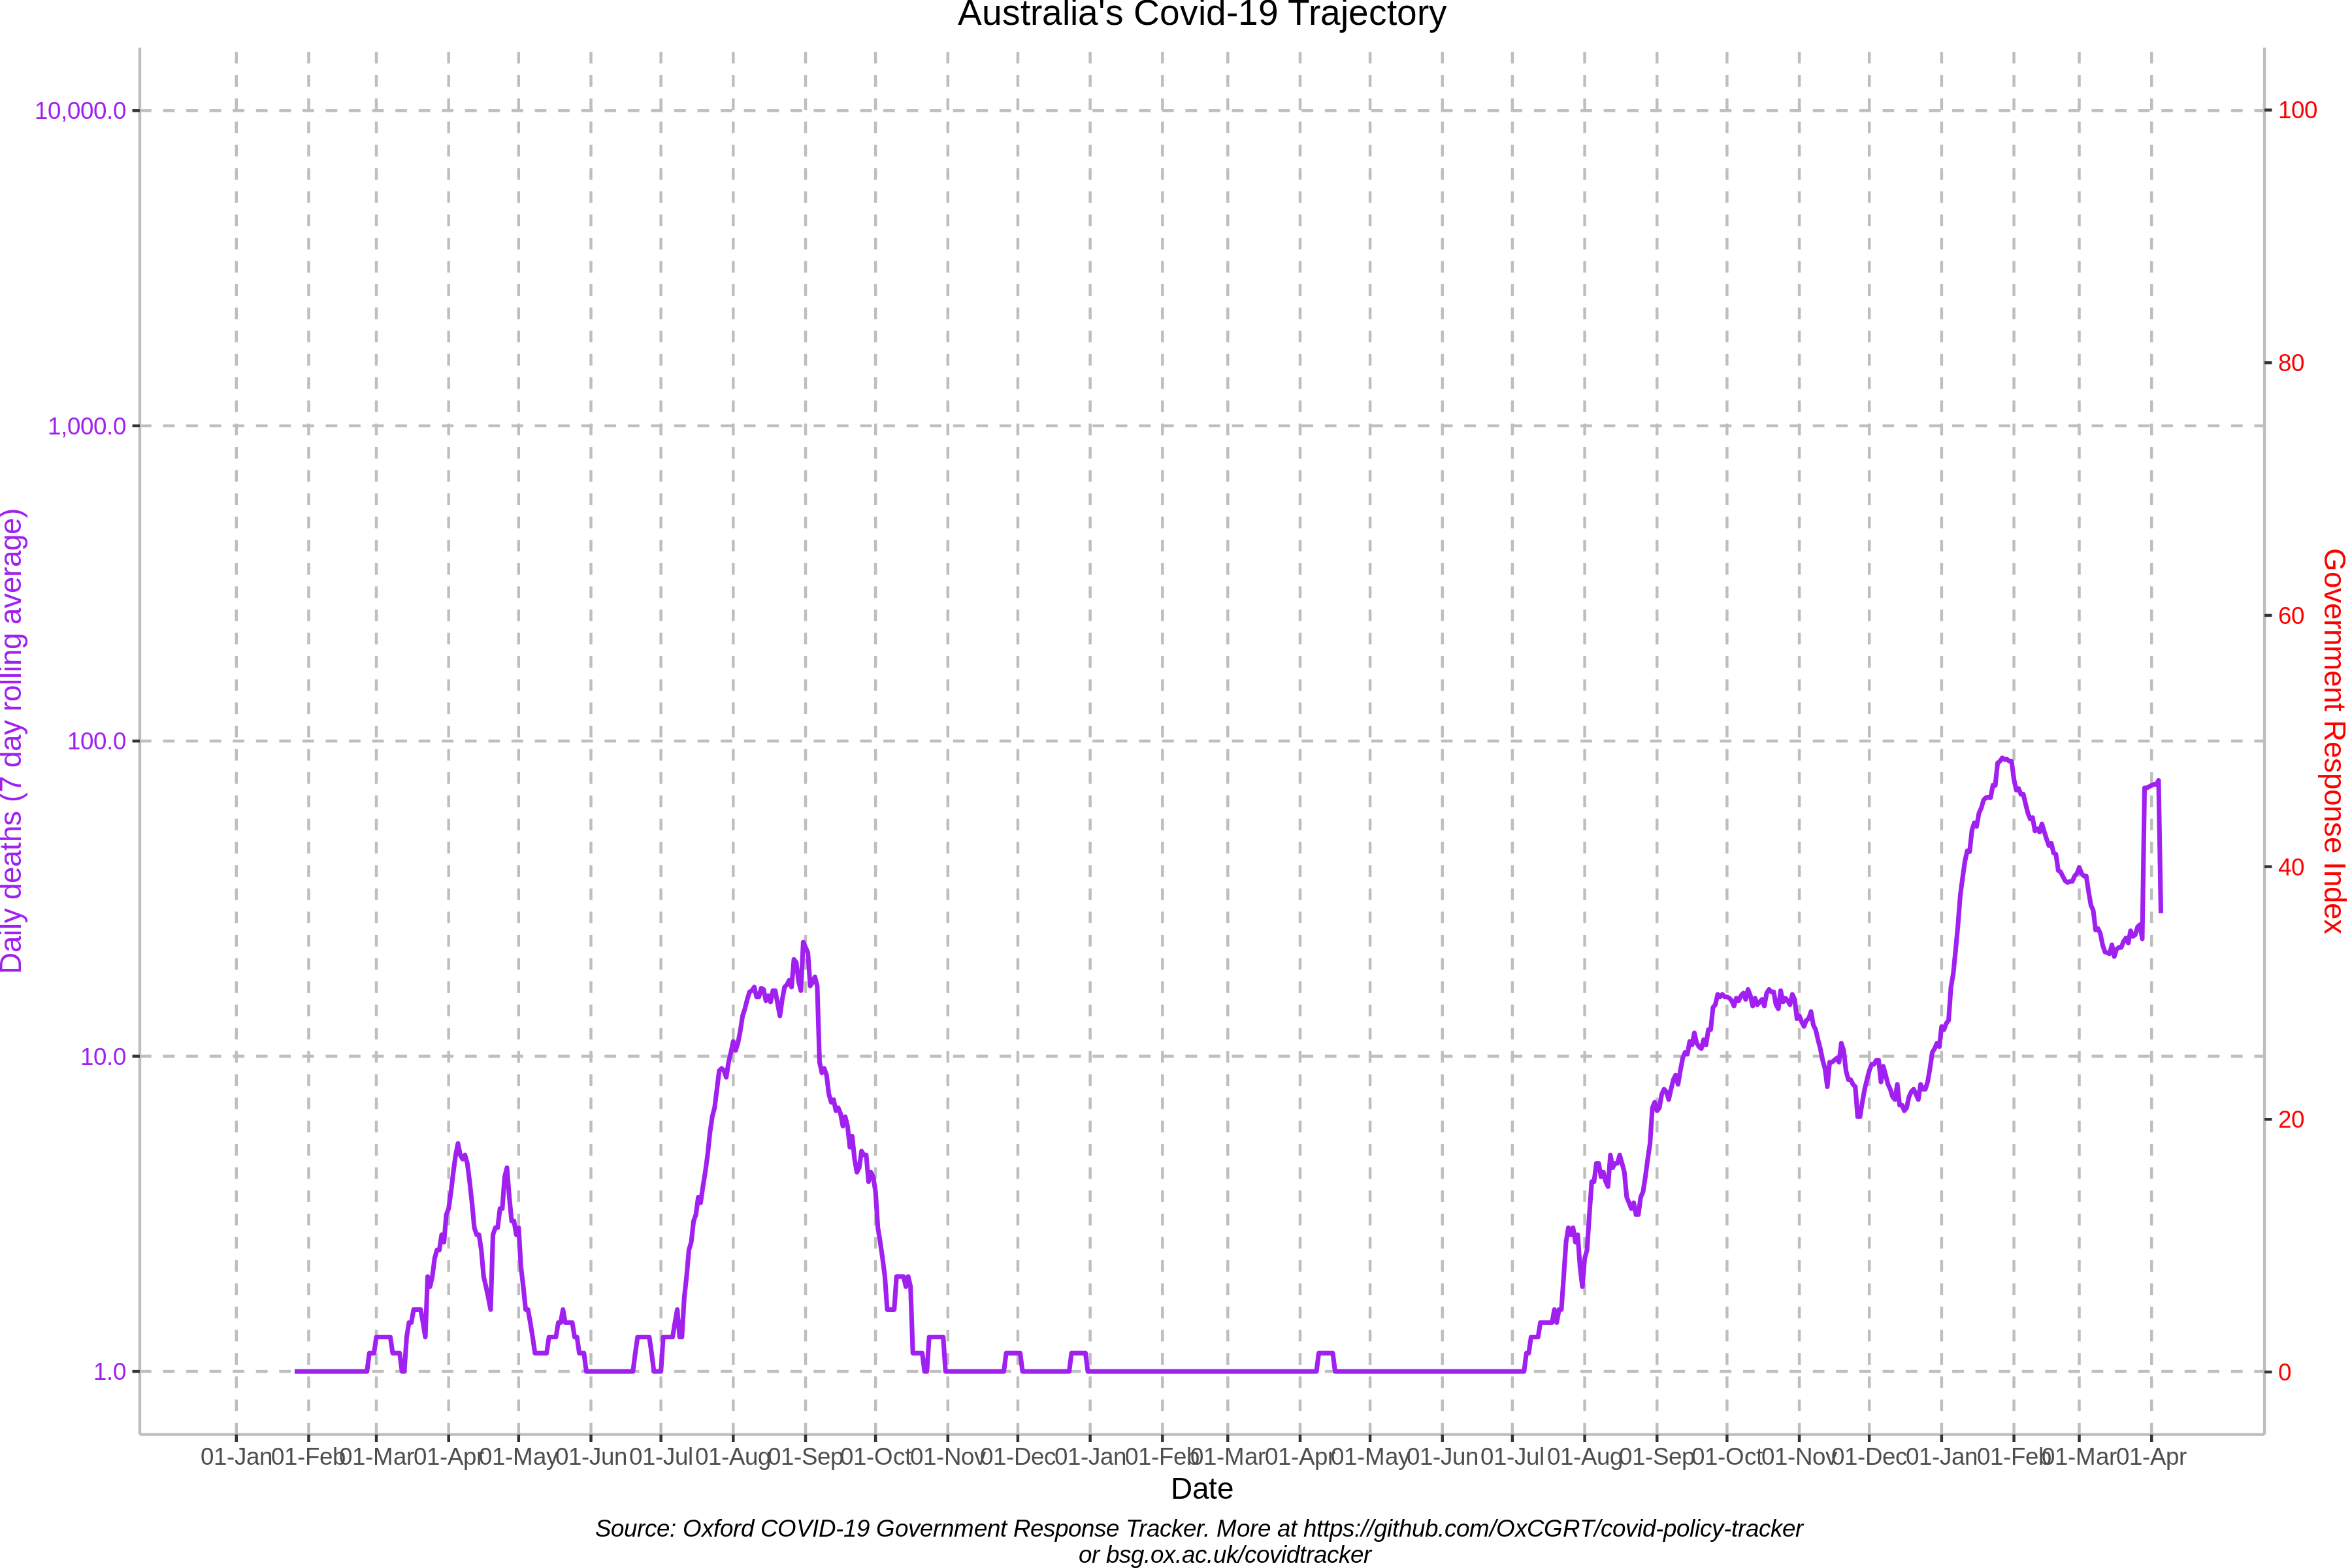 Australia's Covid-19 Trajectory
10,000.0
1,000.0
100.0
10.0
1.0
Daily deaths (7 day rolling average)
100
80
60
40
20
0
Government Response Index
01-Jan 01-Feb 01-Mar 01-Apr 01-May 01-Jun 01-Jul 01-Aug 01-Sep 01-Oct 01-Nov 01-Dec 01-Jan 01-Feb 01-Mar 01-Apr 01-May 01-Jun 01-Jul 01-Aug 01-Sep 01-Oct 01-Nov 01-Dec 01-Jan 01-Feb 01-Mar 01-Apr
Date
Source: Oxford COVID-19 Government Response Tracker. More at https://github.com/OxCGRT/covid-policy-tracker
or bsg.ox.ac.uk/covidtracker